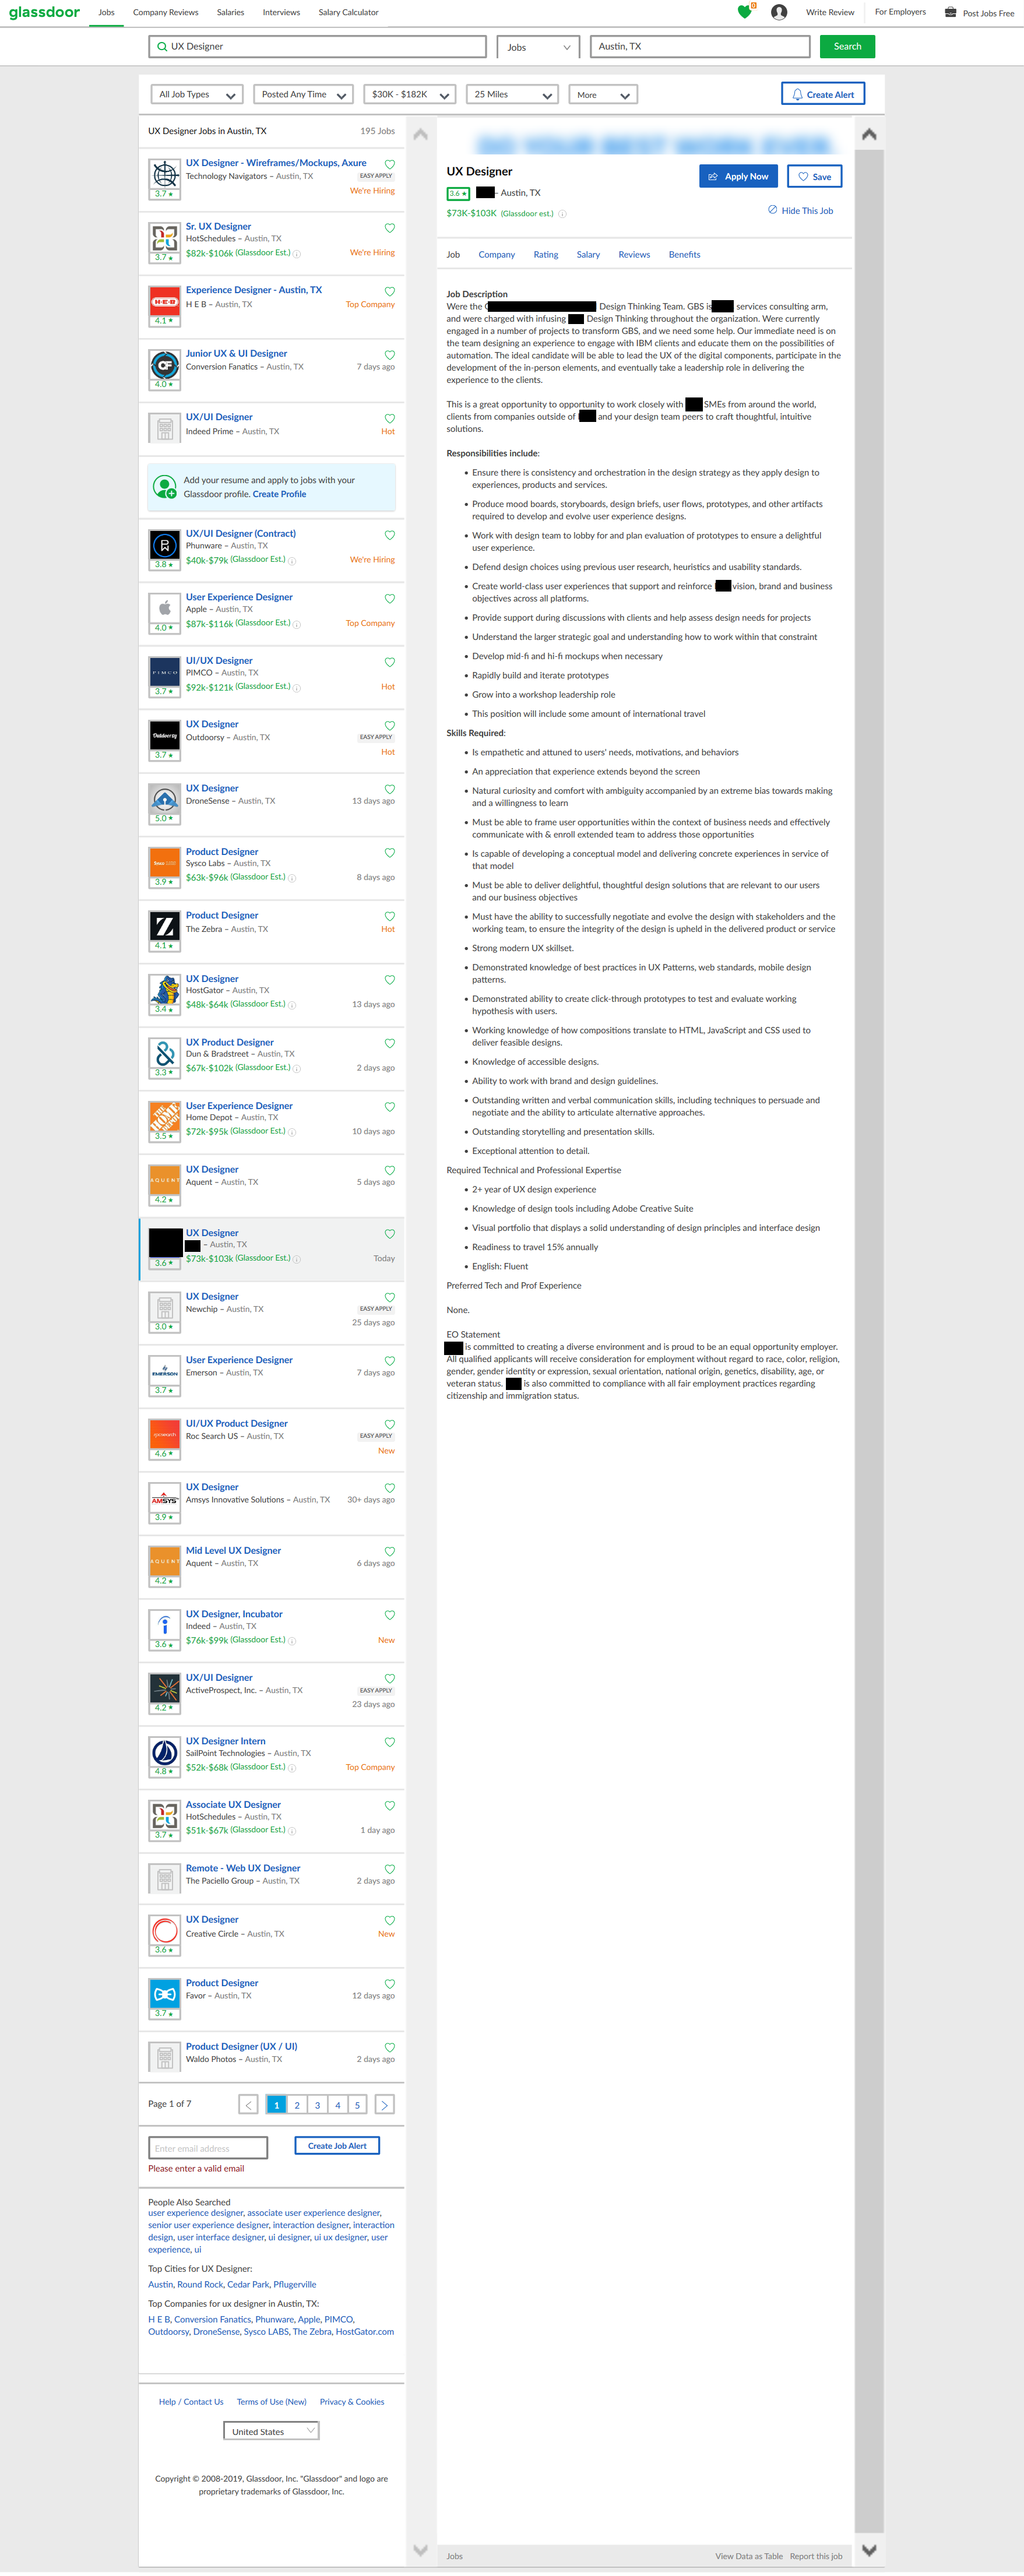 glassdoor
Jobs
Company Reviews
Salaries
Interviews
Salary Calculator
0
Write Review
For Employers
Post Jobs Free
UX Designer
Jobs
Austin, TX
Search
All Job Types
Posted Any Time
$30K - $182K
25 Miles
More
Create Alert
UX Designer Jobs in Austin, TX
195 Jobs
UX Designer - Wireframes/Mockups, Axure
Technology Navigators – Austin, TX
EASY APPLY
We're Hiring
3.7 ★
Sr. UX Designer
HotSchedules – Austin, TX
$82k-$106k (Glassdoor Est.)
We're Hiring
3.7 ★
Experience Designer - Austin, TX
H-E-B
H E B – Austin, TX
Top Company
4.1 ★
Junior UX & UI Designer
CF
Conversion Fanatics – Austin, TX
7 days ago
4.0 ★
UX/UI Designer
Indeed Prime – Austin, TX
Hot
Add your resume and apply to jobs with your
Glassdoor profile. Create Profile
UX/UI Designer (Contract)
Phunware – Austin, TX
$40k-$79k (Glassdoor Est.)
We're Hiring
3.8 ★
User Experience Designer
Apple – Austin, TX
$87k-$116k (Glassdoor Est.)
Top Company
4.0 ★
UI/UX Designer
PIMCO
PIMCO – Austin, TX
$92k-$121k (Glassdoor Est.)
Hot
3.7 ★
UX Designer
Outdoorsy
Outdoorsy – Austin, TX
EASY APPLY
Hot
3.7 ★
UX Designer
DroneSense – Austin, TX
13 days ago
5.0 ★
Product Designer
Sysco Labs – Austin, TX
$63k-$96k (Glassdoor Est.)
8 days ago
3.9 ★
Product Designer
The Zebra – Austin, TX
Hot
4.1 ★
UX Designer
HostGator – Austin, TX
$48k-$64k (Glassdoor Est.)
13 days ago
3.4 ★
UX Product Designer
Dun & Bradstreet – Austin, TX
$67k-$102k (Glassdoor Est.)
2 days ago
3.3 ★
User Experience Designer
THE HOME DEPOT
Home Depot – Austin, TX
$72k-$95k (Glassdoor Est.)
10 days ago
3.5 ★
UX Designer
AQUENT
Aquent – Austin, TX
5 days ago
4.2 ★
UX Designer
– Austin, TX
$73k-$103k (Glassdoor Est.)
Today
3.6 ★
UX Designer
Newchip – Austin, TX
EASY APPLY
25 days ago
3.0 ★
User Experience Designer
EMERSON
Emerson – Austin, TX
7 days ago
3.7 ★
UI/UX Product Designer
Roc Search US – Austin, TX
EASY APPLY
New
4.6 ★
UX Designer
AMSYS
Amsys Innovative Solutions – Austin, TX
30+ days ago
3.9 ★
Mid Level UX Designer
AQUENT
Aquent – Austin, TX
6 days ago
4.2 ★
UX Designer, Incubator
Indeed – Austin, TX
$76k-$99k (Glassdoor Est.)
New
3.6 ★
UX/UI Designer
ActiveProspect, Inc. – Austin, TX
EASY APPLY
23 days ago
4.2 ★
UX Designer Intern
SailPoint Technologies – Austin, TX
$52k-$68k (Glassdoor Est.)
Top Company
4.8 ★
Associate UX Designer
HotSchedules – Austin, TX
$51k-$67k (Glassdoor Est.)
1 day ago
3.7 ★
Remote - Web UX Designer
The Paciello Group – Austin, TX
2 days ago
UX Designer
Creative Circle – Austin, TX
New
3.6 ★
Product Designer
Favor – Austin, TX
12 days ago
3.7 ★
Product Designer (UX / UI)
Waldo Photos – Austin, TX
2 days ago
Page 1 of 7
< 1 2 3 4 5 >
Enter email address
Create Job Alert
Please enter a valid email
People Also Searched
user experience designer, associate user experience designer,
senior user experience designer, interaction designer, interaction
design, user interface designer, ui designer, ui ux designer, user
experience, ui
Top Cities for UX Designer:
Austin, Round Rock, Cedar Park, Pflugerville
Top Companies for ux designer in Austin, TX:
H E B, Conversion Fanatics, Phunware, Apple, PIMCO,
Outdoorsy, DroneSense, Sysco LABS, The Zebra, HostGator.com
Help / Contact Us
Terms of Use (New)
Privacy & Cookies
United States
Copyright © 2008-2019, Glassdoor, Inc. "Glassdoor" and logo are
proprietary trademarks of Glassdoor, Inc.
DO YOUR BEST WORK EVER.
UX Designer
3.6 ★
– Austin, TX
$73K-$103K (Glassdoor est.)
Apply Now
Save
Hide This Job
Job
Company
Rating
Salary
Reviews
Benefits
Job Description
Were the Design Thinking Team. GBS is services consulting arm,
and were charged with infusing Design Thinking throughout the organization. Were currently
engaged in a number of projects to transform GBS, and we need some help. Our immediate need is on
the team designing an experience to engage with IBM clients and educate them on the possibilities of
automation. The ideal candidate will be able to lead the UX of the digital components, participate in the
development of the in-person elements, and eventually take a leadership role in delivering the
experience to the clients.
This is a great opportunity to opportunity to work closely with SMEs from around the world,
clients from companies outside of and your design team peers to craft thoughtful, intuitive
solutions.
Responsibilities include:
• Ensure there is consistency and orchestration in the design strategy as they apply design to
experiences, products and services.
• Produce mood boards, storyboards, design briefs, user flows, prototypes, and other artifacts
required to develop and evolve user experience designs.
• Work with design team to lobby for and plan evaluation of prototypes to ensure a delightful
user experience.
• Defend design choices using previous user research, heuristics and usability standards.
• Create world-class user experiences that support and reinforce vision, brand and business
objectives across all platforms.
• Provide support during discussions with clients and help assess design needs for projects
• Understand the larger strategic goal and understanding how to work within that constraint
• Develop mid-fi and hi-fi mockups when necessary
• Rapidly build and iterate prototypes
• Grow into a workshop leadership role
• This position will include some amount of international travel
Skills Required:
• Is empathetic and attuned to users' needs, motivations, and behaviors
• An appreciation that experience extends beyond the screen
• Natural curiosity and comfort with ambiguity accompanied by an extreme bias towards making
and a willingness to learn
• Must be able to frame user opportunities within the context of business needs and effectively
communicate with & enroll extended team to address those opportunities
• Is capable of developing a conceptual model and delivering concrete experiences in service of
that model
• Must be able to deliver delightful, thoughtful design solutions that are relevant to our users
and our business objectives
• Must have the ability to successfully negotiate and evolve the design with stakeholders and the
working team, to ensure the integrity of the design is upheld in the delivered product or service
• Strong modern UX skillset.
• Demonstrated knowledge of best practices in UX Patterns, web standards, mobile design
patterns.
• Demonstrated ability to create click-through prototypes to test and evaluate working
hypothesis with users.
• Working knowledge of how compositions translate to HTML, JavaScript and CSS used to
deliver feasible designs.
• Knowledge of accessible designs.
• Ability to work with brand and design guidelines.
• Outstanding written and verbal communication skills, including techniques to persuade and
negotiate and the ability to articulate alternative approaches.
• Outstanding storytelling and presentation skills.
• Exceptional attention to detail.
Required Technical and Professional Expertise
• 2+ year of UX design experience
• Knowledge of design tools including Adobe Creative Suite
• Visual portfolio that displays a solid understanding of design principles and interface design
• Readiness to travel 15% annually
• English: Fluent
Preferred Tech and Prof Experience
None.
EO Statement
is committed to creating a diverse environment and is proud to be an equal opportunity employer.
All qualified applicants will receive consideration for employment without regard to race, color, religion,
gender, gender identity or expression, sexual orientation, national origin, genetics, disability, age, or
veteran status. is also committed to compliance with all fair employment practices regarding
citizenship and immigration status.
Jobs
View Data as Table
Report this job